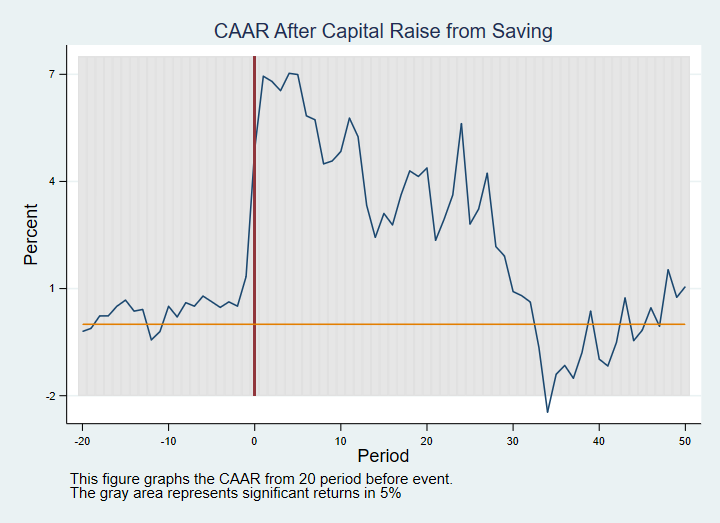 CAAR After Capital Raise from Saving
Percent
7
4
1
-2
-20 -10 0 10 20 30 40 50
Period
This figure graphs the CAAR from 20 period before event.
The gray area represents significant returns in 5%